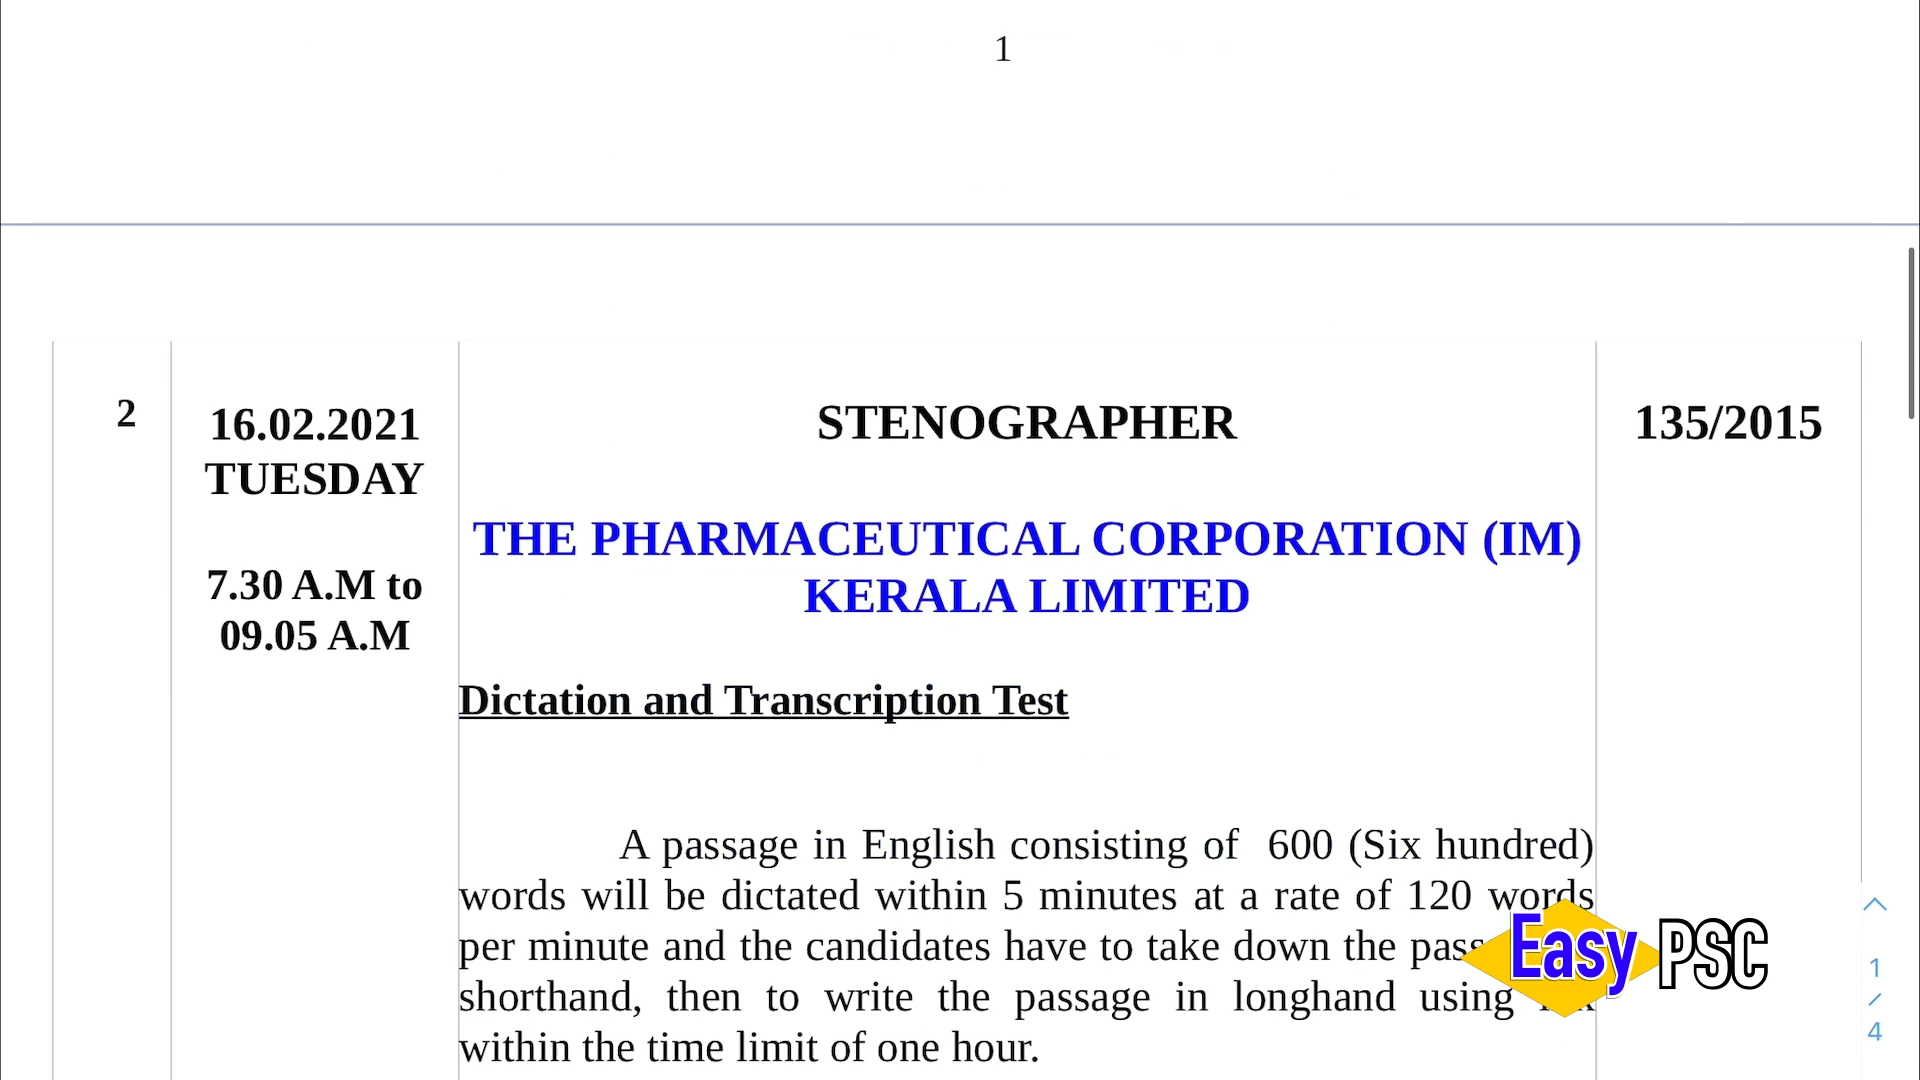 1
2
16.02.2021
TUESDAY
7.30 A.M to
09.05 A.M
STENOGRAPHER
THE PHARMACEUTICAL CORPORATION (IM)
KERALA LIMITED
Dictation and Transcription Test
A passage in English consisting of 600 (Six hundred)
words will be dictated within 5 minutes at a rate of 120 words
per minute and the candidates have to take down the
shorthand, then to write the passage in longhand using
within the time limit of one hour.
135/2015
Easy PSC
1
/
4